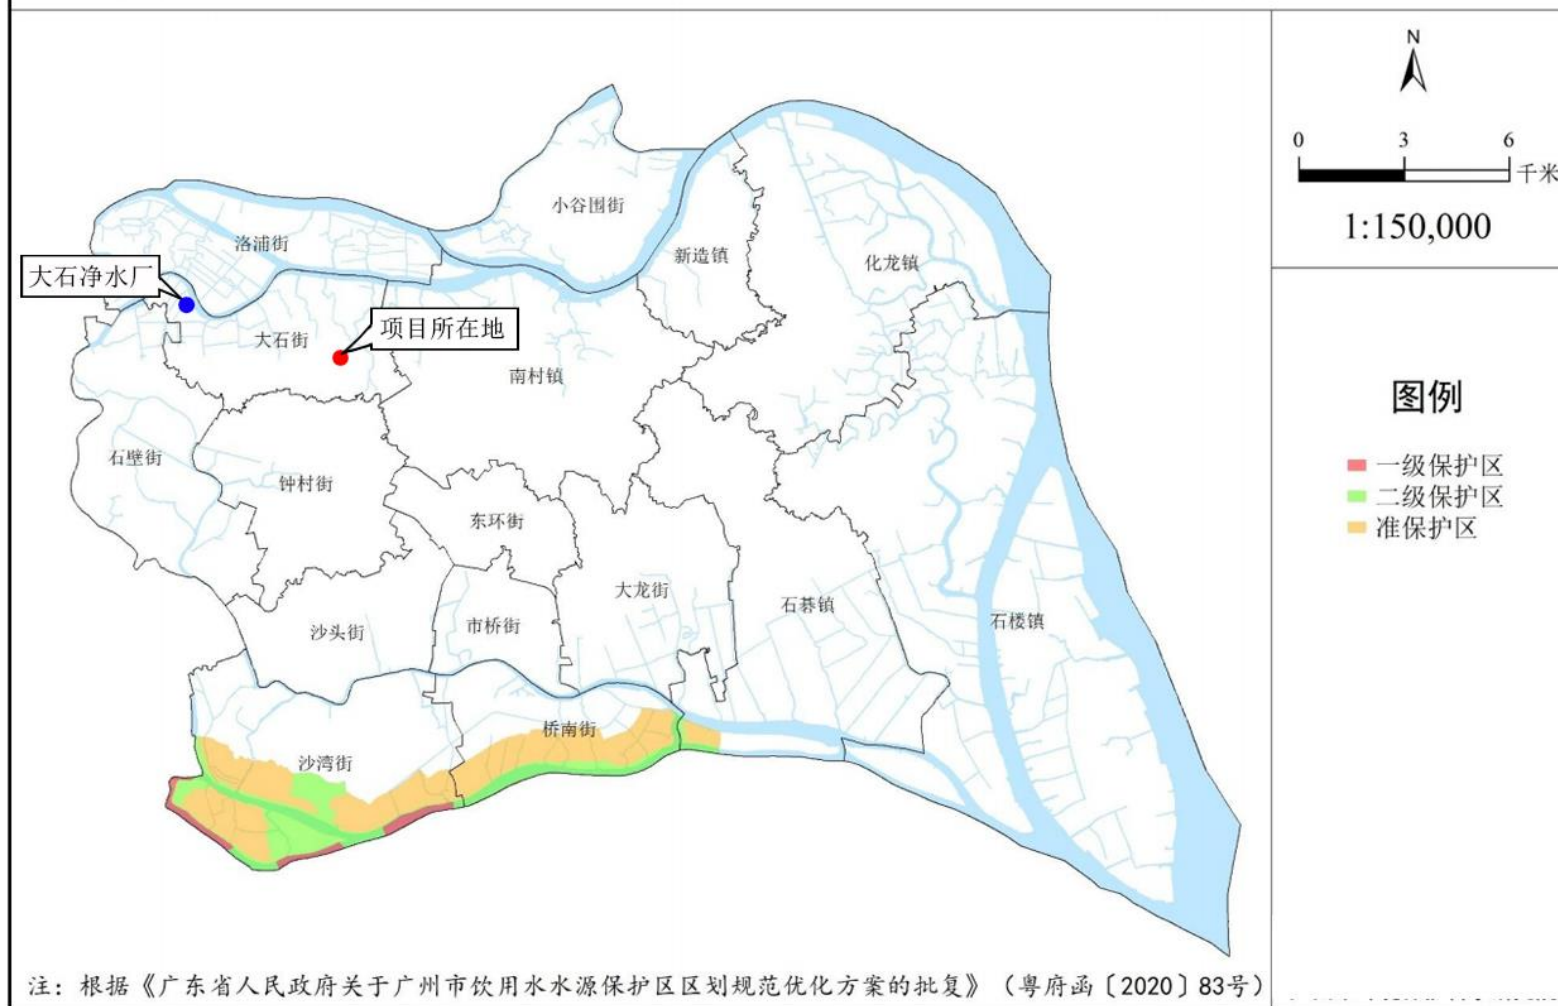 N
0 3 6
千米
1:150,000
小谷围街
洛浦街
新造镇
化龙镇
大石净水厂
项目所在地
大石街
南村镇
图例
石壁街
一级保护区
钟村街
二级保护区
东环街
准保护区
大龙街
石碁镇
沙头街
市桥街
石楼镇
桥南街
沙湾街
注：根据《广东省人民政府关于广州市饮用水水源保护区区划规范优化方案的批复》（粤府函〔2020〕83号）